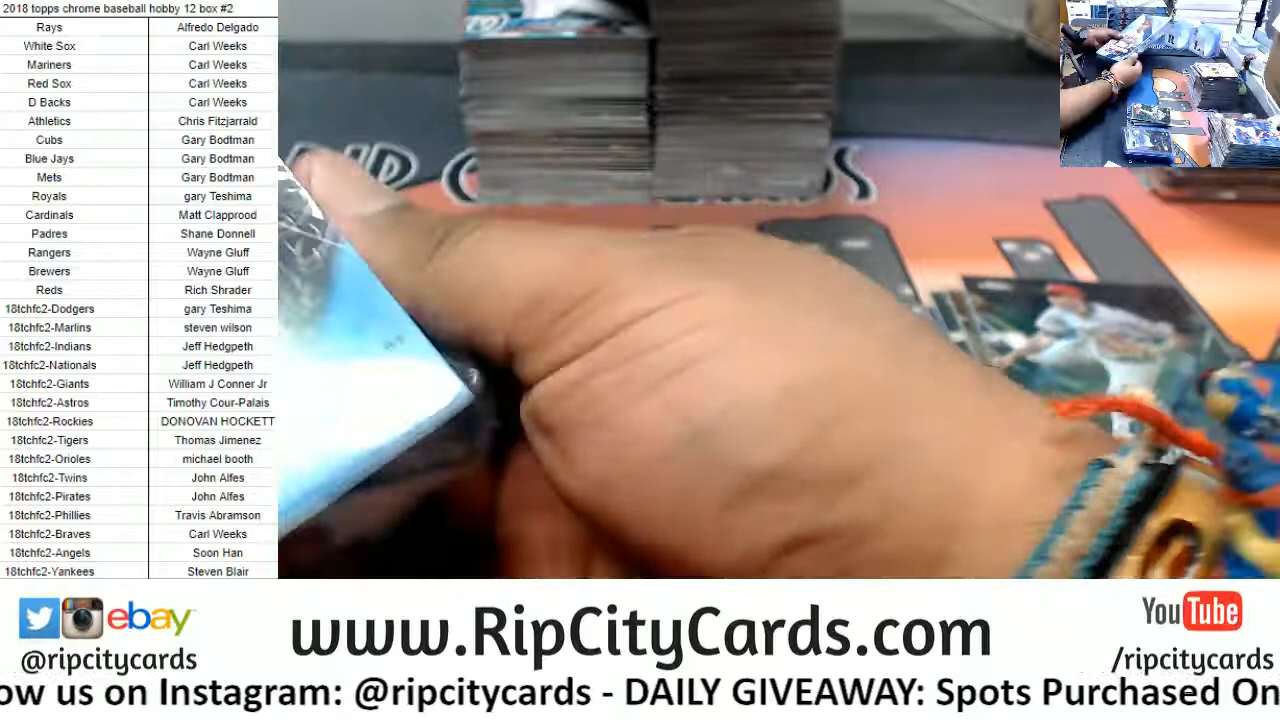 2018 topps chrome baseball hobby 12 box #2
Rays Alfredo Delgado
White Sox Carl Weeks
Mariners Carl Weeks
Red Sox Carl Weeks
D Backs Carl Weeks
Athletics Chris Fitzjarrald
Cubs Gary Bodtman
Blue Jays Gary Bodtman
Mets Gary Bodtman
Royals gary Teshima
Cardinals Matt Clapprood
Padres Shane Donnell
Rangers Wayne Gluff
Brewers Wayne Gluff
Reds Rich Shrader
18tchfc2-Dodgers gary Teshima
18tchfc2-Marlins steven wilson
18tchfc2-Indians Jeff Hedgpeth
18tchfc2-Nationals Jeff Hedgpeth
18tchfc2-Giants William J Conner Jr
18tchfc2-Astros Timothy Cour-Palais
18tchfc2-Rockies DONOVAN HOCKETT
18tchfc2-Tigers Thomas Jimenez
18tchfc2-Orioles michael booth
18tchfc2-Twins John Alfes
18tchfc2-Pirates John Alfes
18tchfc2-Phillies Travis Abramson
18tchfc2-Braves Carl Weeks
18tchfc2-Angels Soon Han
18tchfc2-Yankees Steven Blair
ebay
@ripcitycards
www.RipCityCards.com
YouTube
/ripcitycards
ow us on Instagram: @ripcitycards - DAILY GIVEAWAY: Spots Purchased On